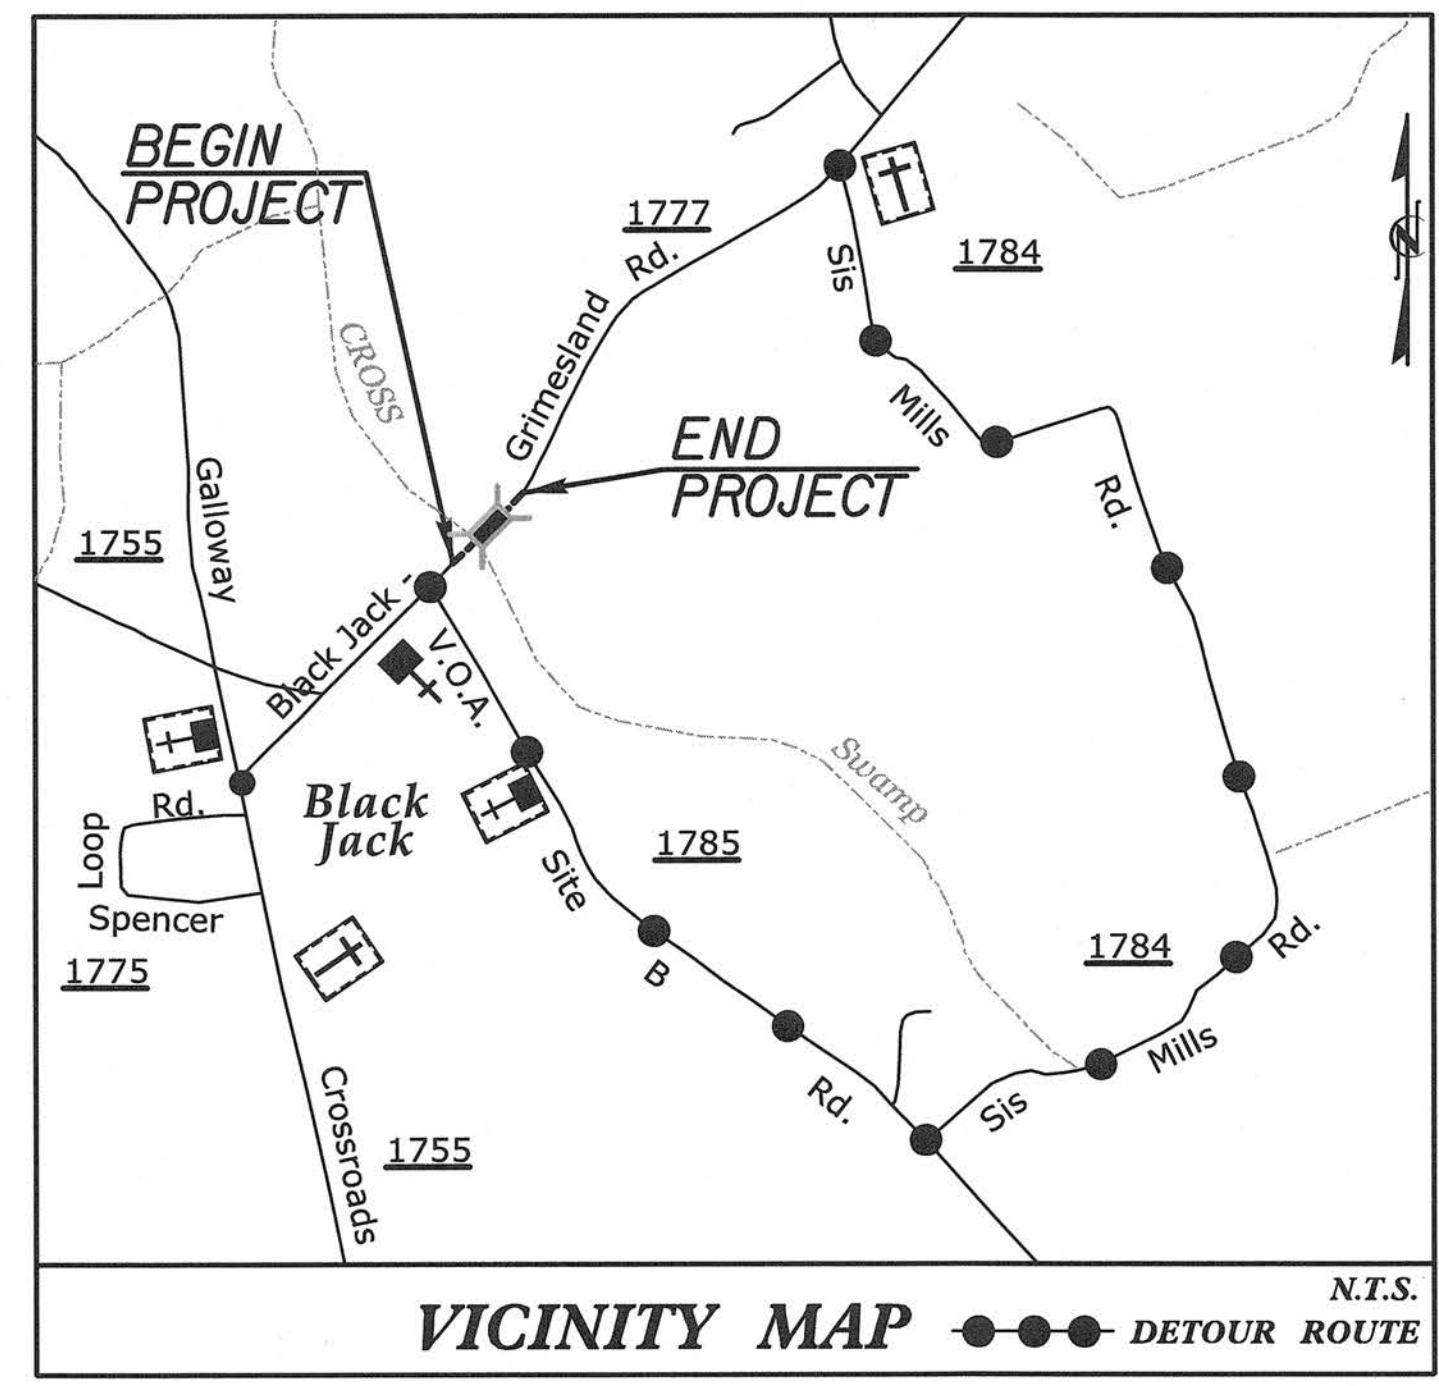 BEGIN
PROJECT
1777
Rd.
Sis
1784
N
CROSS
Grimesland
Mills
END
PROJECT
Rd.
Galloway
1755
Black Jack -
V.O.A.
Rd.
Loop
Spencer
1775
Black
Jack
Swamp
1785
Site
B
Rd.
1784
Rd.
Mills
Sis
Crossroads
1755
N.T.S.
VICINITY MAP
DETOUR ROUTE